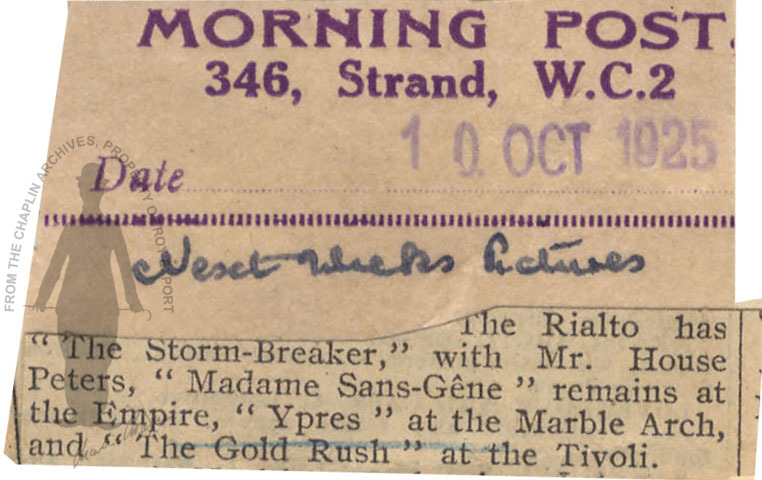 MORNING POST.
346, Strand, W.C.2
10 OCT 1925
Date
Next Weeks Pictures
The Rialto has
“ The Storm-Breaker,” with Mr. House
Peters, “ Madame Sans-Gêne ” remains at
the Empire, “ Ypres ” at the Marble Arch,
and “ The Gold Rush ” at the Tivoli.
FROM THE CHAPLIN ARCHIVES, PROPERTY OF ROY EXPORT